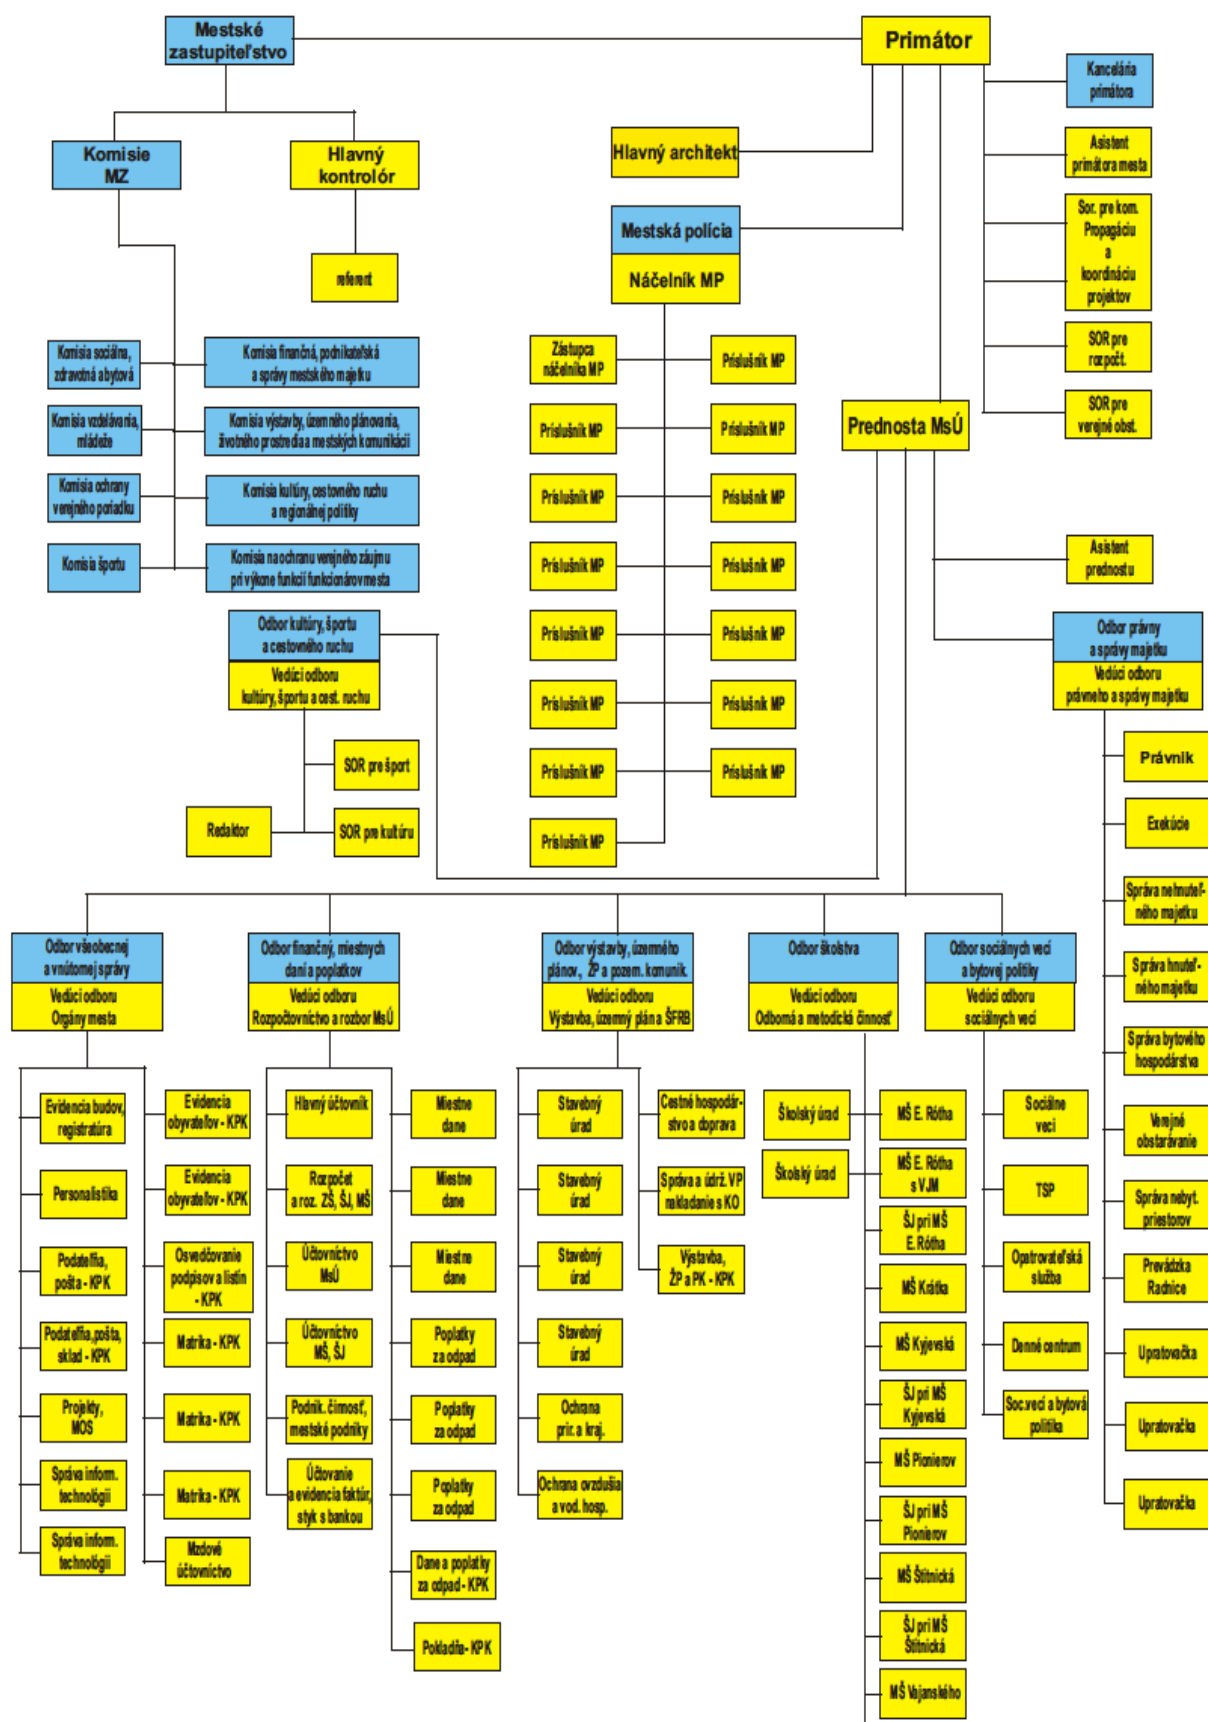 Mestské
zastupiteľstvo
Primátor
Kancelária
primátora
Komisie
MZ
Hlavný
kontrolór
Hlavný architekt
Asistent
primátora mesta
referent
Mestská polícia
Náčelník MP
Sor. pre kom.
Propagáciu
a
koordináciu
projektov
SOR pre
rozpočt.
SOR pre
verejné obst.
Komisia sociálna,
zdravotná a bytová
Komisia finančná, podnikateľská
a správy mestského majetku
Komisia vzdelávania,
mládeže
Komisia výstavby, územného plánovania,
životného prostredia a mestských komunikácii
Komisia ochrany
verejného poriadku
Komisia kultúry, cestovného ruchu
a regionálnej politiky
Komisia športu
Komisia na ochranu verejného záujmu
pri výkone funkcií funkcionárov mesta
Zástupca
náčelníka MP
Príslušník MP
Príslušník MP
Príslušník MP
Príslušník MP
Príslušník MP
Príslušník MP
Príslušník MP
Príslušník MP
Príslušník MP
Príslušník MP
Príslušník MP
Príslušník MP
Príslušník MP
Príslušník MP
Prednosta MsÚ
Asistent
prednostu
Odbor kultúry, športu
a cestovného ruchu
Vedúci odboru
kultúry, športu a cest. ruchu
SOR pre šport
Redaktor
SOR pre kultúru
Odbor právny
a správy majetku
Vedúci odboru
právneho a správy majetku
Právnik
Exekúcie
Správa nehnuteľ-
ného majetku
Správa hnuteľ-
ného majetku
Správa bytového
hospodárstva
Verejné
obstarávanie
Správa nebyt.
priestorov
Prevádzka
Radnice
Upratovačka
Upratovačka
Upratovačka
Odbor všeobecnej
a vnútornej správy
Vedúci odboru
Orgány mesta
Evidencia budov,
registratúra
Personalistika
Podateľňa,
pošta - KPK
Podateľňa,pošta,
sklad - KPK
Projekty,
MOS
Správa inform.
technológii
Správa inform.
technológii
Evidencia
obyvateľov - KPK
Evidencia
obyvateľov - KPK
Osvedčovanie
podpisov a listín
- KPK
Matrika - KPK
Matrika - KPK
Matrika - KPK
Mzdové
účtovníctvo
Odbor finančný, miestnych
daní a poplatkov
Vedúci odboru
Rozpočtovníctvo a rozbor MsÚ
Hlavný účtovník
Rozpočet
a roz. ZŠ, ŠJ, MŠ
Účtovníctvo
MsÚ
Účtovníctvo
MŠ, ŠJ
Podnik. činnosť,
mestské podniky
Účtovanie
a evidencia faktúr,
styk s bankou
Miestne
dane
Miestne
dane
Miestne
dane
Poplatky
za odpad
Poplatky
za odpad
Poplatky
za odpad
Dane a poplatky
za odpad - KPK
Pokladňa- KPK
Odbor výstavby, územného
plánov., ŽP a pozem. komuník.
Vedúci odboru
Výstavba, územný plán a ŠFRB
Stavebný
úrad
Stavebný
úrad
Stavebný
úrad
Stavebný
úrad
Ochrana
prír. a kraj.
Ochrana ovzdušia
a vod. hosp.
Cestné hospodár-
stvo a doprava
Správa a údrž. VP
nakladanie s KO
Výstavba,
ŽP a PK - KPK
Odbor školstva
Vedúci odboru
Odborná a metodická činnosť
Školský úrad
Školský úrad
MŠ E. Rótha
MŠ E. Rótha
s VJM
ŠJ pri MŠ
E. Rótha
MŠ Krátka
MŠ Kyjevská
ŠJ pri MŠ
Kyjevská
MŠ Pionierov
ŠJ pri MŠ
Pionierov
MŠ Štítnická
ŠJ pri MŠ
Štítnická
MŠ Vajanského
Odbor sociálnych vecí
a bytovej politiky
Vedúci odboru
sociálnych vecí
Sociálne
veci
TSP
Opatrovateľská
služba
Denné centrum
Soc.veci a bytová
politika